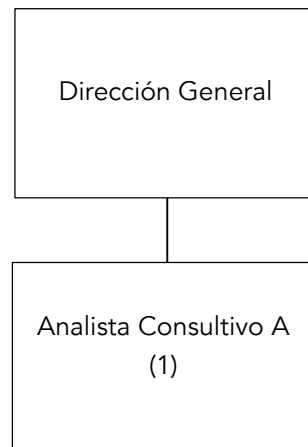 Dirección General
Analista Consultivo A
(1)